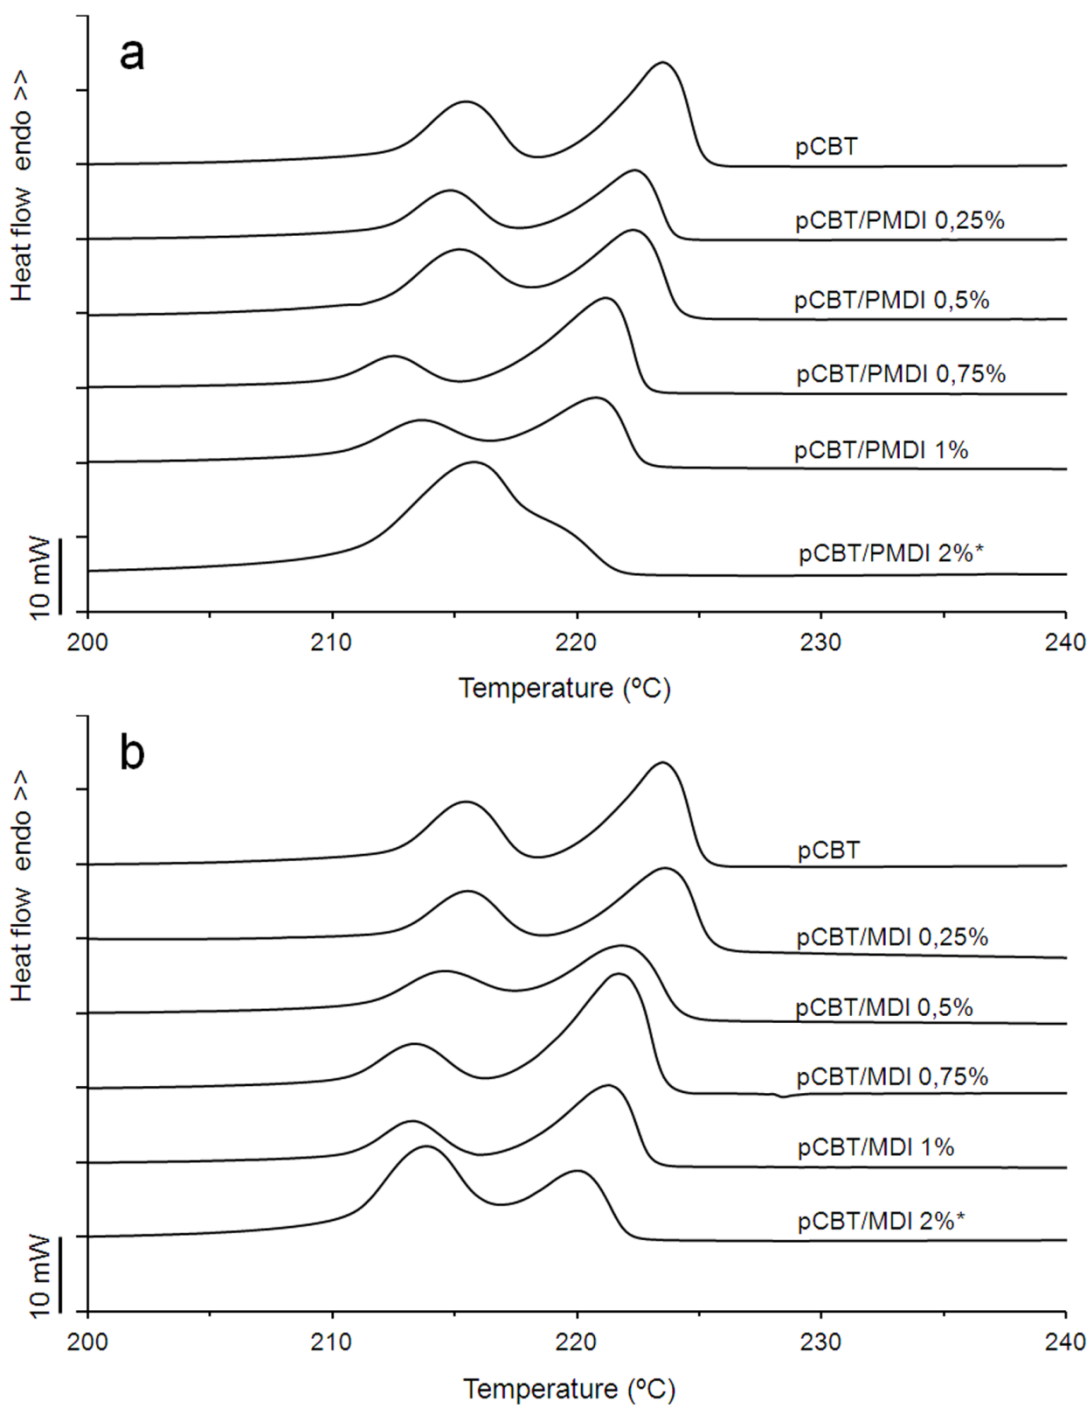 a
Heat flow endo >>
pCBT
pCBT/PMDI 0,25%
pCBT/PMDI 0,5%
pCBT/PMDI 0,75%
pCBT/PMDI 1%
pCBT/PMDI 2%*
10 mW
200 210 220 230 240
Temperature (ºC)
b
Heat flow endo >>
pCBT
pCBT/MDI 0,25%
pCBT/MDI 0,5%
pCBT/MDI 0,75%
pCBT/MDI 1%
pCBT/MDI 2%*
10 mW
200 210 220 230 240
Temperature (ºC)